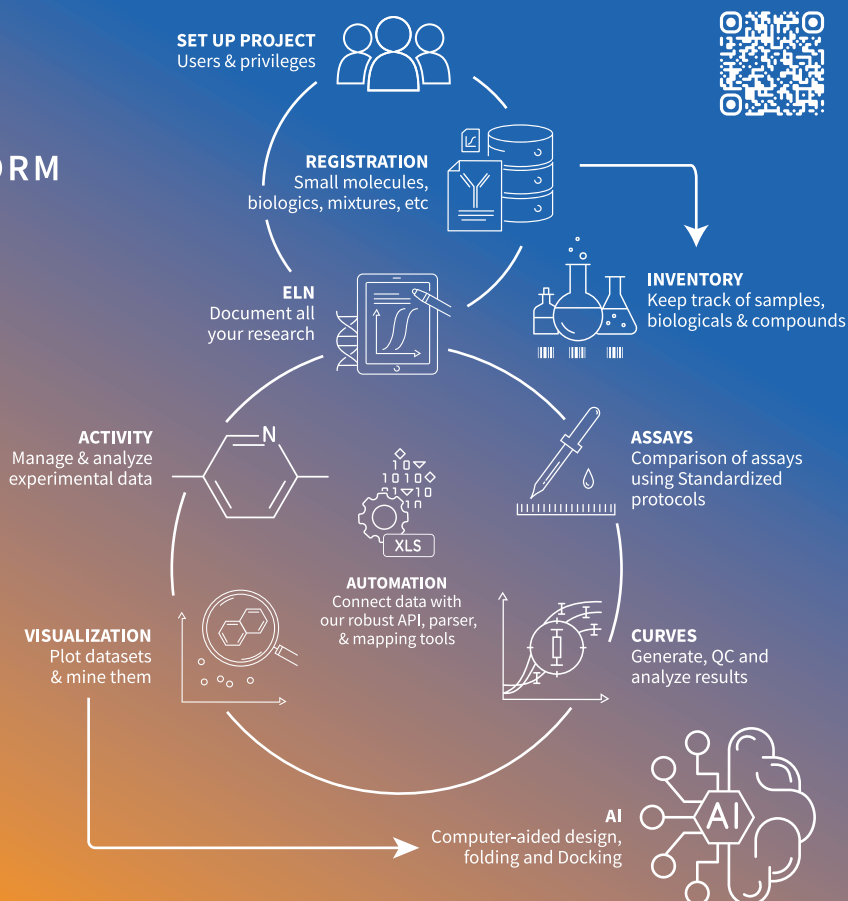 SET UP PROJECT
Users & privileges
ORM
REGISTRATION
Small molecules,
biologics, mixtures, etc
INVENTORY
Keep track of samples,
biologicals & compounds
ELN
Document all
your research
ACTIVITY
Manage & analyze
experimental data
N
ASSAYS
Comparison of assays
using Standardized
protocols
XLS
AUTOMATION
Connect data with
our robust API, parser,
& mapping tools
VISUALIZATION
Plot datasets
& mine them
CURVES
Generate, QC and
analyze results
AI
Computer-aided design,
folding and Docking
AI